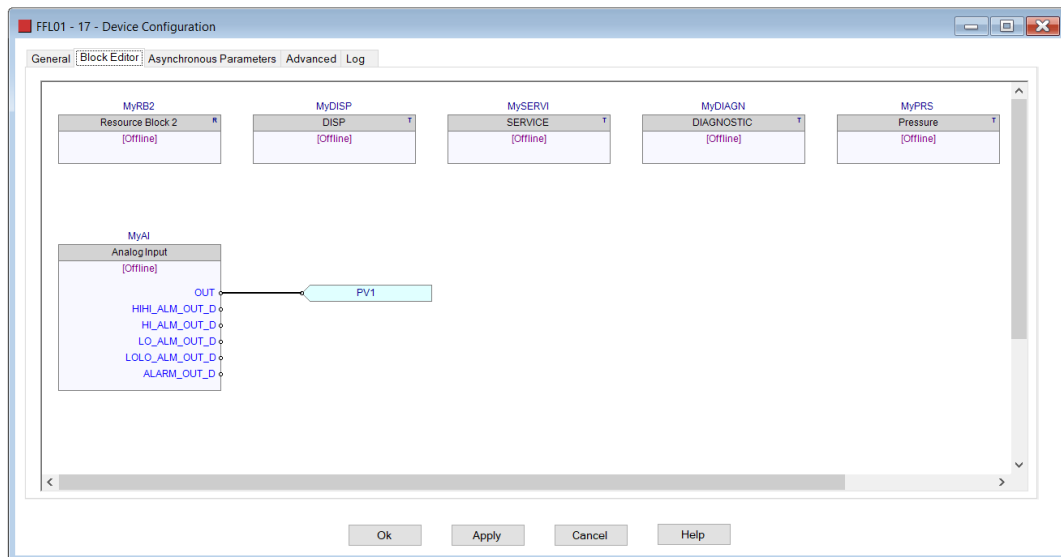 FFL01 - 17 - Device Configuration
General Block Editor Asynchronous Parameters Advanced Log
MyRB2 MyDISP MySERVI MyDIAGN MyPRS
Resource Block 2 R DISP T SERVICE T DIAGNOSTIC T Pressure T
[Offline] [Offline] [Offline] [Offline] [Offline]
MyAI
Analog Input
[Offline]
OUT PV1
HIHI_ALM_OUT_D
HI_ALM_OUT_D
LO_ALM_OUT_D
LOLO_ALM_OUT_D
ALARM_OUT_D
Ok Apply Cancel Help